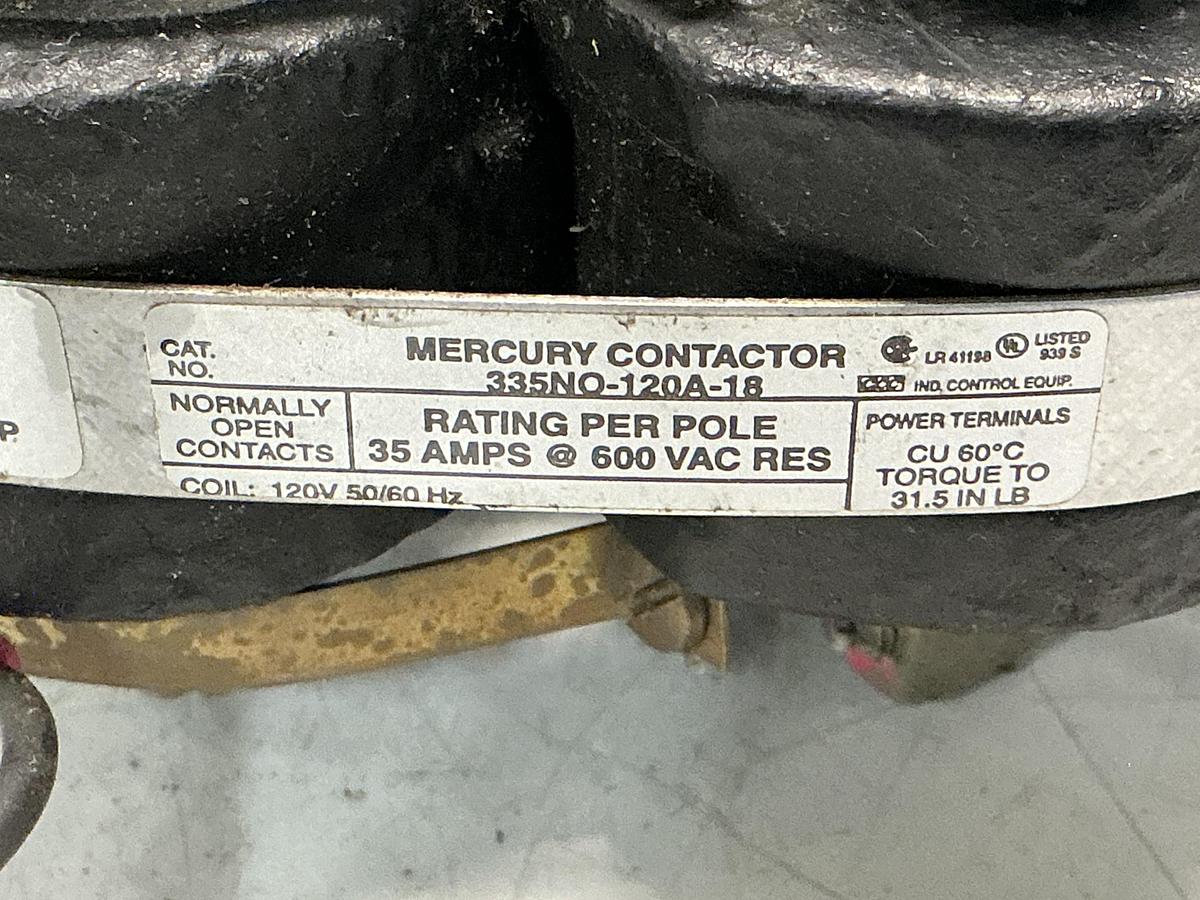 P.
CAT.
NO.
MERCURY CONTACTOR
335NO-120A-18
LR 41198
UL
LISTED
939 S
IND. CONTROL EQUIP.
NORMALLY
OPEN
CONTACTS
RATING PER POLE
35 AMPS @ 600 VAC RES
POWER TERMINALS
CU 60°C
TORQUE TO
31.5 IN LB
COIL: 120V 50/60 Hz